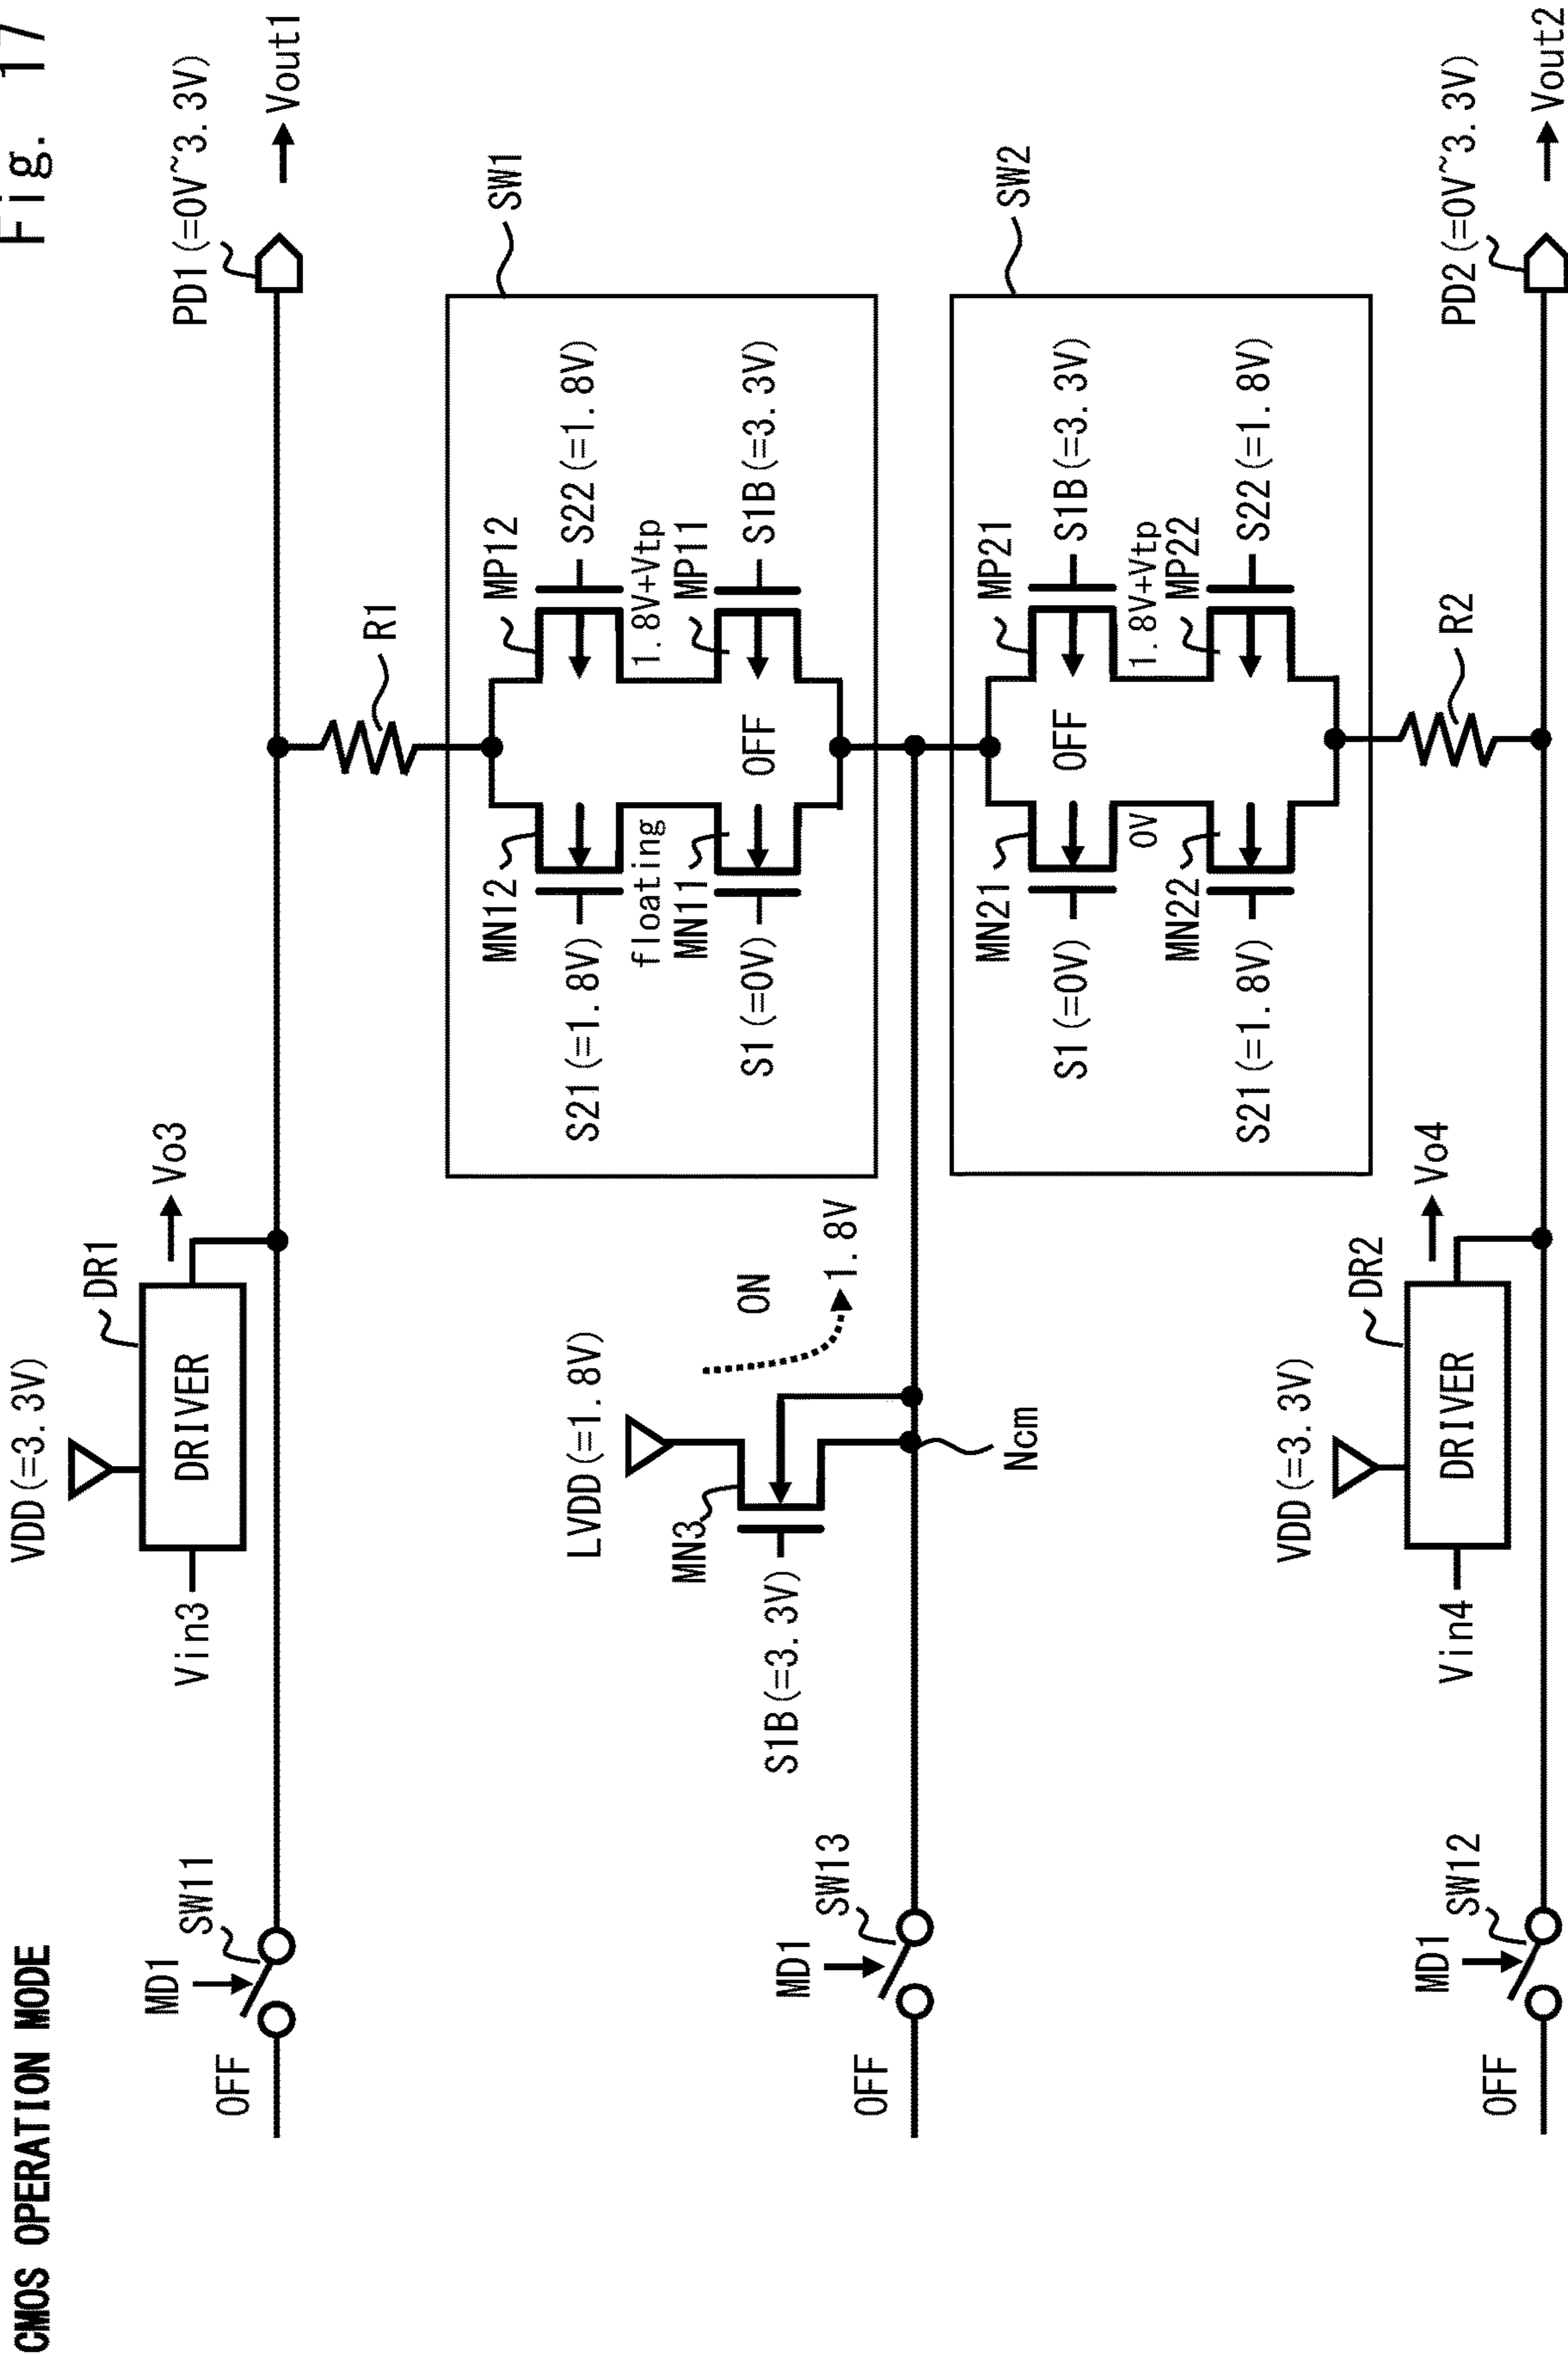 Fig. 17
CMOS OPERATION MODE
VDD(=3.3V)
DR1
DRIVER
Vin3
Vo3
PD1(=0V~3.3V)
Vout1
MD1
SW11
OFF
R1
SW1
MN12
MP12
S21(=1.8V)
S22(=1.8V)
floating
1.8V+Vtp
MN11
MP11
S1(=0V)
OFF
S1B(=3.3V)
LVDD(=1.8V)
MN3
S1B(=3.3V)
ON
1.8V
Ncm
MD1
SW13
OFF
SW2
MN21
MP21
S1(=0V)
OFF
S1B(=3.3V)
0V
1.8V+Vtp
MN22
MP22
S21(=1.8V)
S22(=1.8V)
R2
VDD(=3.3V)
DR2
DRIVER
Vin4
Vo4
PD2(=0V~3.3V)
Vout2
MD1
SW12
OFF